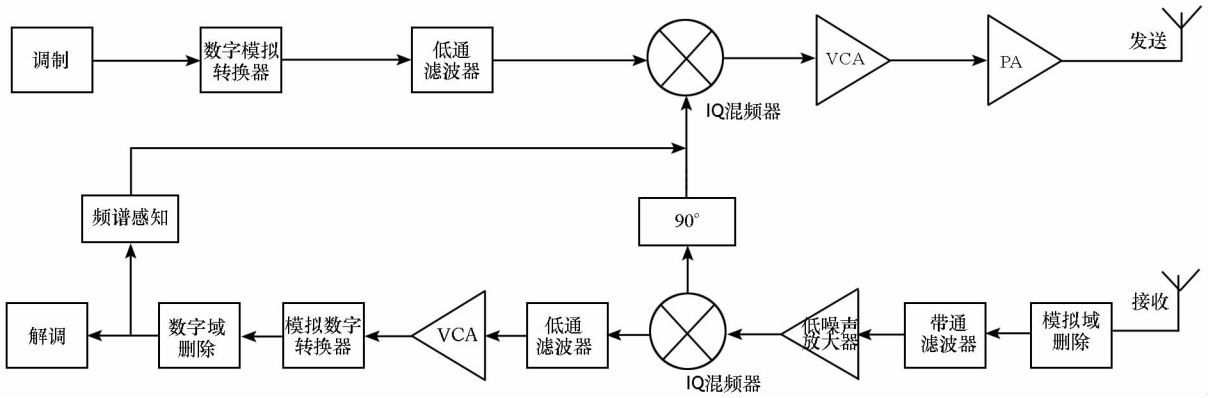 调制
数字模拟
转换器
低通
滤波器
IQ混频器
VCA
PA
发送
频谱感知
90°
解调
数字域
删除
模拟数字
转换器
VCA
低通
滤波器
IQ混频器
低噪声
放大器
带通
滤波器
模拟域
删除
接收